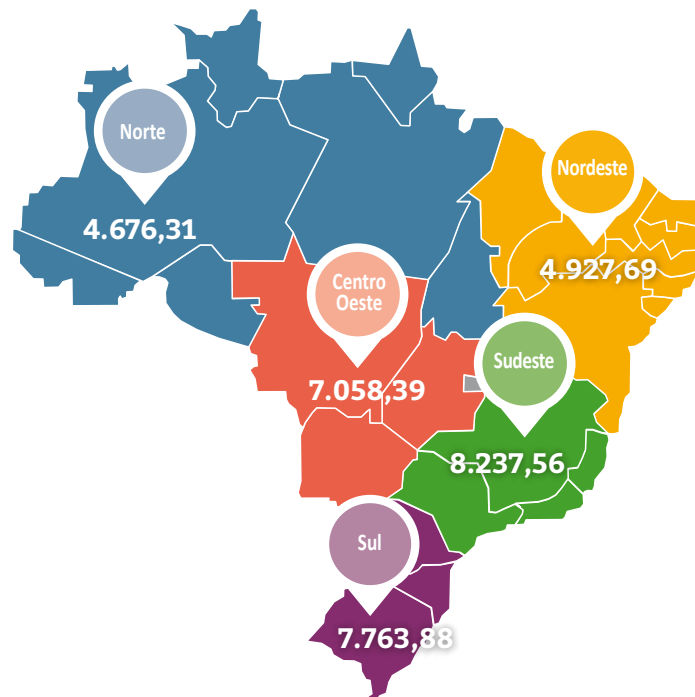 Norte
4.676,31
Nordeste
4.927,69
Centro
Oeste
7.058,39
Sudeste
8.237,56
Sul
7.763,88